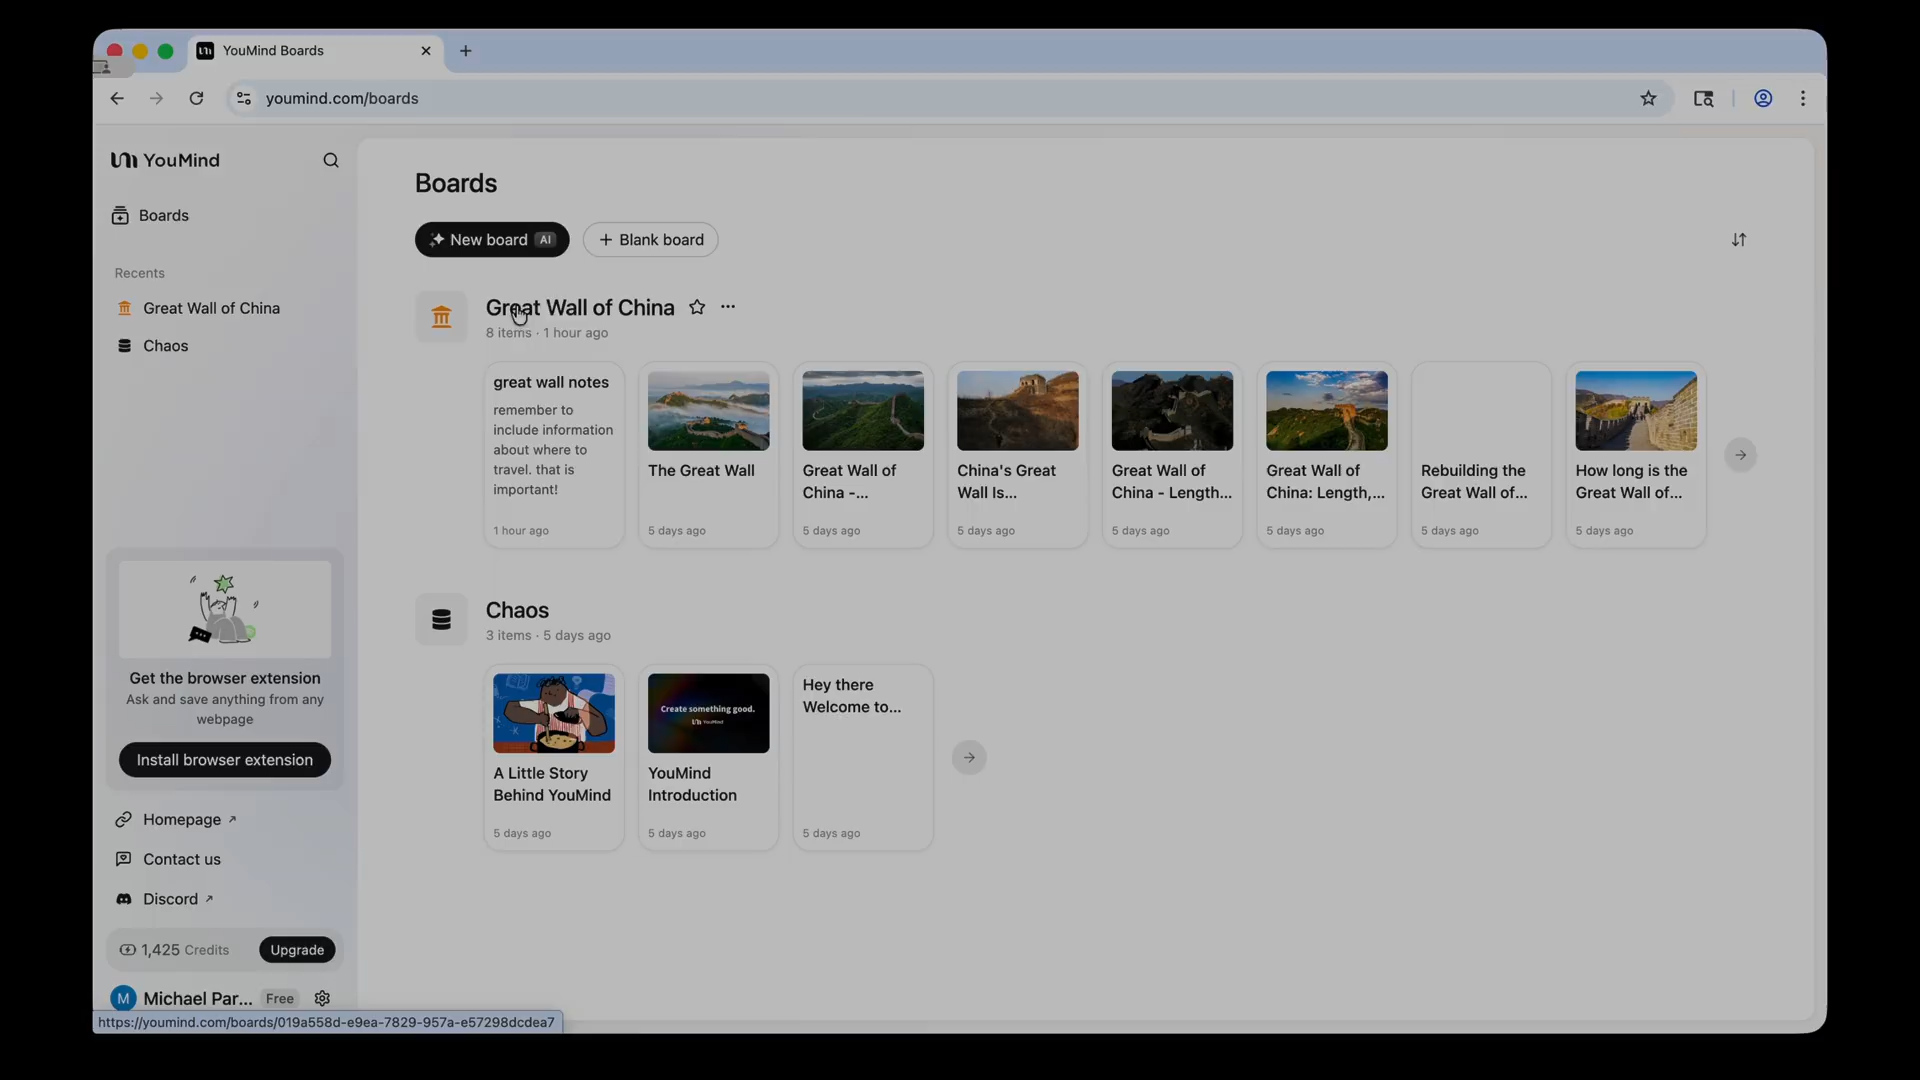 YouMind Boards
youmind.com/boards
YouMind
Boards
Recents
Great Wall of China
Chaos
Get the browser extension
Ask and save anything from any
webpage
Install browser extension
Homepage
Contact us
Discord
1,425 Credits
Upgrade
M
Michael Par...
Free
https://youmind.com/boards/019a558d-e9ea-7829-957a-e57298dcdea7
Boards
New board AI
Blank board
Great Wall of China
8 items · 1 hour ago
great wall notes
remember to
include information
about where to
travel. that is
important!
1 hour ago
The Great Wall
5 days ago
Great Wall of
China -...
5 days ago
China's Great
Wall Is...
5 days ago
Great Wall of
China - Length...
5 days ago
Great Wall of
China: Length,...
5 days ago
Rebuilding the
Great Wall of...
5 days ago
How long is the
Great Wall of...
5 days ago
Chaos
3 items · 5 days ago
A Little Story
Behind YouMind
5 days ago
Create something good.
YouMind
YouMind
Introduction
5 days ago
Hey there
Welcome to...
5 days ago